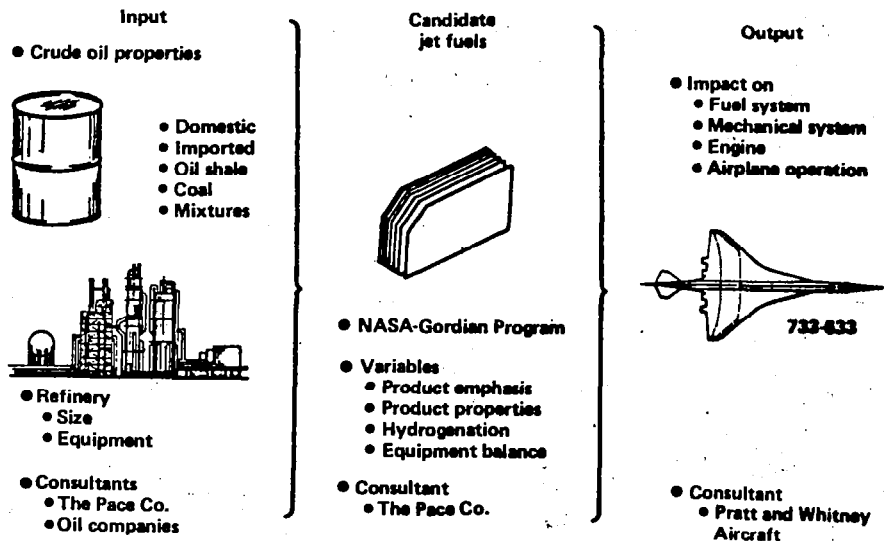 Input
● Crude oil properties
● Domestic
● Imported
● Oil shale
● Coal
● Mixtures
● Refinery
● Size
● Equipment
● Consultants
● The Pace Co.
● Oil companies
Candidate
jet fuels
● NASA-Gordian Program
● Variables
● Product emphasis
● Product properties
● Hydrogenation
● Equipment balance
● Consultant
● The Pace Co.
Output
● Impact on
● Fuel system
● Mechanical system
● Engine
● Airplane operation
733-633
● Consultant
● Pratt and Whitney
Aircraft